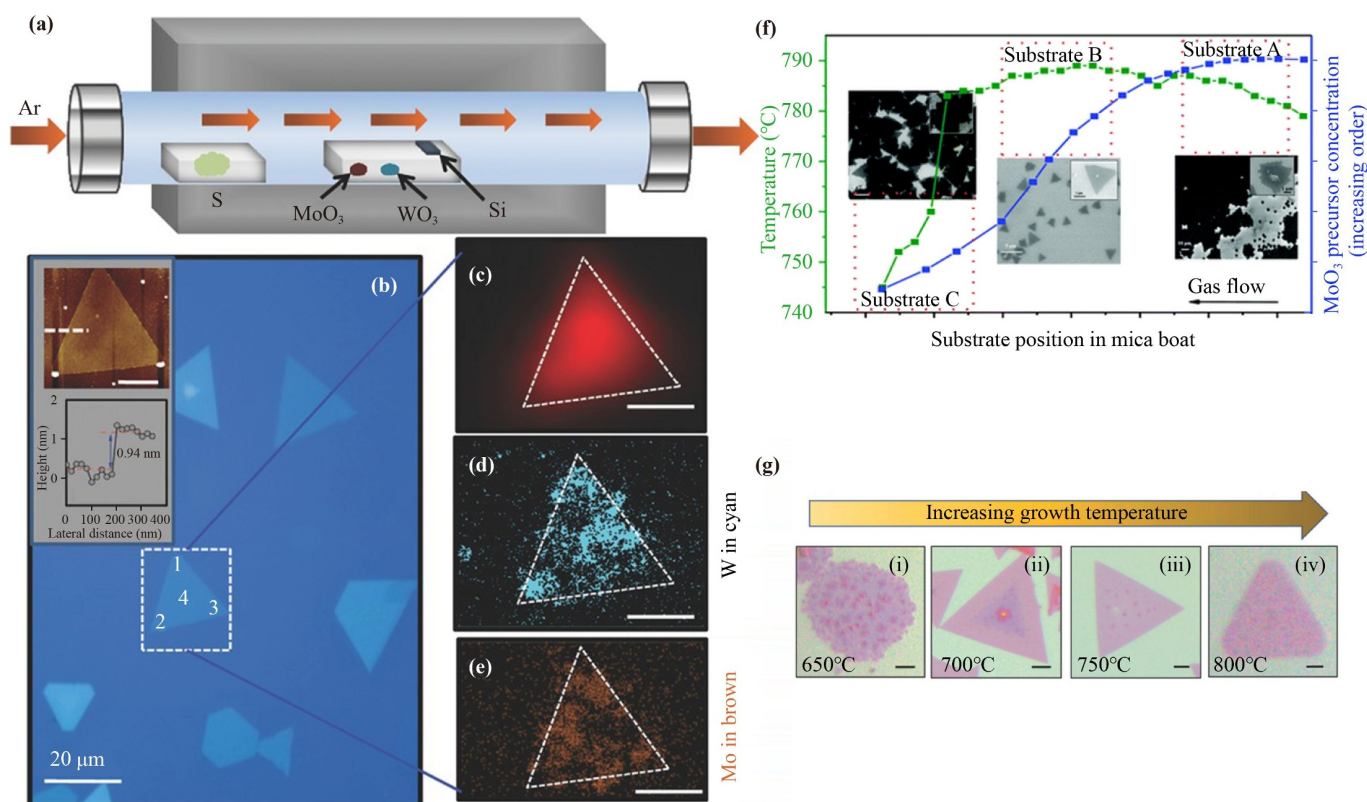 (a)
Ar
S
MoO₃
WO₃
Si
(b)
2
1
0
Height (nm)
0.94 nm
0 100 200 300 400
Lateral distance (nm)
1
2
3
4
20 μm
(c)
(d)
W in cyan
(e)
Mo in brown
(f)
790
780
770
760
750
740
Temperature (°C)
Substrate B
Substrate A
Substrate C
Gas flow
MoO₃ precursor concentration
(increasing order)
Substrate position in mica boat
(g)
Increasing growth temperature
(i)
(ii)
(iii)
(iv)
650°C
700°C
750°C
800°C